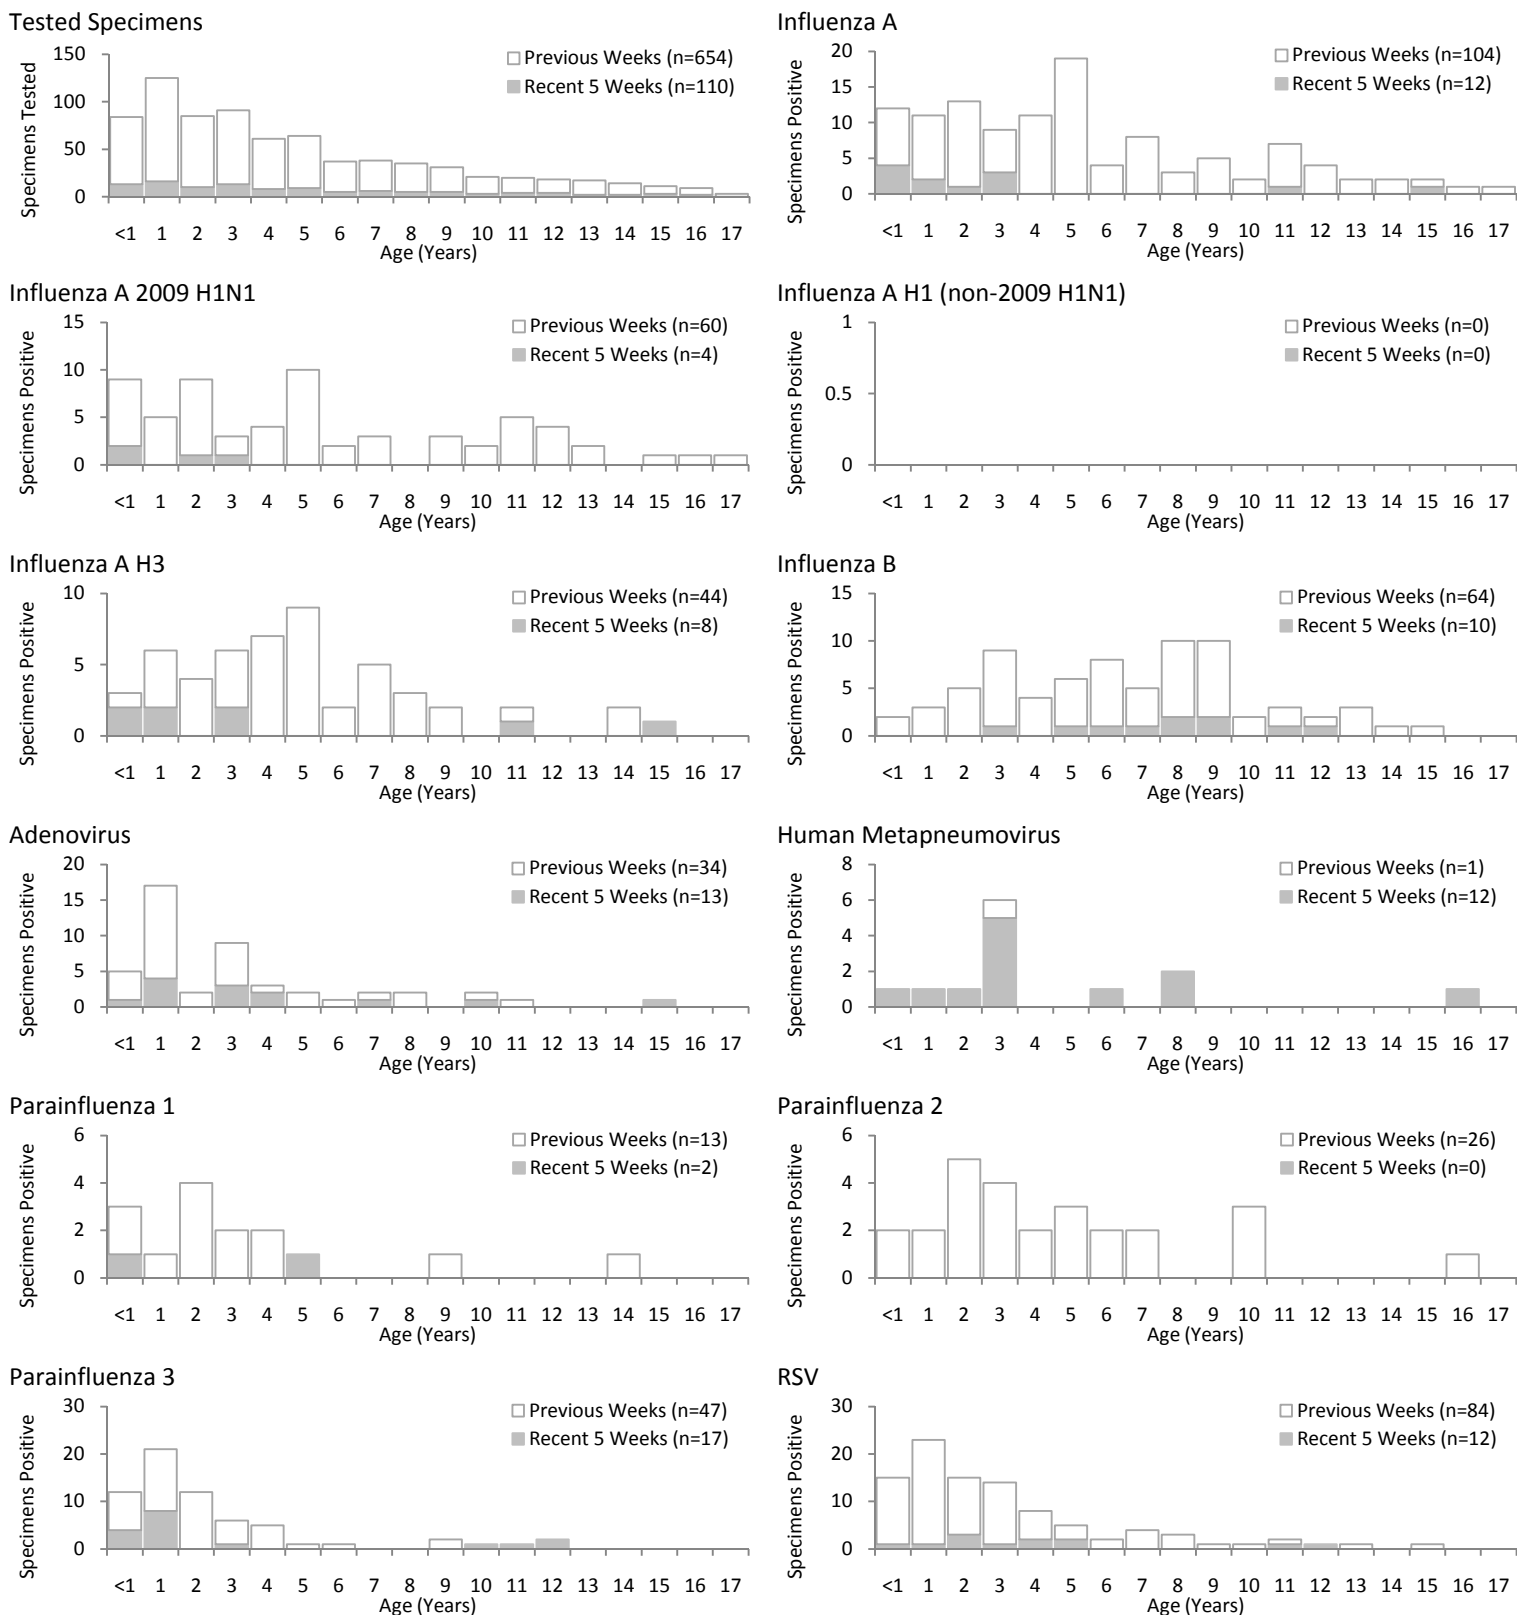 Tested Specimens
Specimens Tested
150
100
50
0
Previous Weeks (n=654)
Recent 5 Weeks (n=110)
<1 1 2 3 4 5 6 7 8 9 10 11 12 13 14 15 16 17
Age (Years)
Influenza A
Specimens Positive
20
15
10
5
0
Previous Weeks (n=104)
Recent 5 Weeks (n=12)
<1 1 2 3 4 5 6 7 8 9 10 11 12 13 14 15 16 17
Age (Years)
Influenza A 2009 H1N1
Specimens Positive
15
10
5
0
Previous Weeks (n=60)
Recent 5 Weeks (n=4)
<1 1 2 3 4 5 6 7 8 9 10 11 12 13 14 15 16 17
Age (Years)
Influenza A H1 (non-2009 H1N1)
Specimens Positive
1
0.5
0
Previous Weeks (n=0)
Recent 5 Weeks (n=0)
<1 1 2 3 4 5 6 7 8 9 10 11 12 13 14 15 16 17
Age (Years)
Influenza A H3
Specimens Positive
10
5
0
Previous Weeks (n=44)
Recent 5 Weeks (n=8)
<1 1 2 3 4 5 6 7 8 9 10 11 12 13 14 15 16 17
Age (Years)
Influenza B
Specimens Positive
15
10
5
0
Previous Weeks (n=64)
Recent 5 Weeks (n=10)
<1 1 2 3 4 5 6 7 8 9 10 11 12 13 14 15 16 17
Age (Years)
Adenovirus
Specimens Positive
20
15
10
5
0
Previous Weeks (n=34)
Recent 5 Weeks (n=13)
<1 1 2 3 4 5 6 7 8 9 10 11 12 13 14 15 16 17
Age (Years)
Human Metapneumovirus
Specimens Positive
8
6
4
2
0
Previous Weeks (n=1)
Recent 5 Weeks (n=12)
<1 1 2 3 4 5 6 7 8 9 10 11 12 13 14 15 16 17
Age (Years)
Parainfluenza 1
Specimens Positive
6
4
2
0
Previous Weeks (n=13)
Recent 5 Weeks (n=2)
<1 1 2 3 4 5 6 7 8 9 10 11 12 13 14 15 16 17
Age (Years)
Parainfluenza 2
Specimens Positive
6
4
2
0
Previous Weeks (n=26)
Recent 5 Weeks (n=0)
<1 1 2 3 4 5 6 7 8 9 10 11 12 13 14 15 16 17
Age (Years)
Parainfluenza 3
Specimens Positive
30
20
10
0
Previous Weeks (n=47)
Recent 5 Weeks (n=17)
<1 1 2 3 4 5 6 7 8 9 10 11 12 13 14 15 16 17
Age (Years)
RSV
Specimens Positive
30
20
10
0
Previous Weeks (n=84)
Recent 5 Weeks (n=12)
<1 1 2 3 4 5 6 7 8 9 10 11 12 13 14 15 16 17
Age (Years)